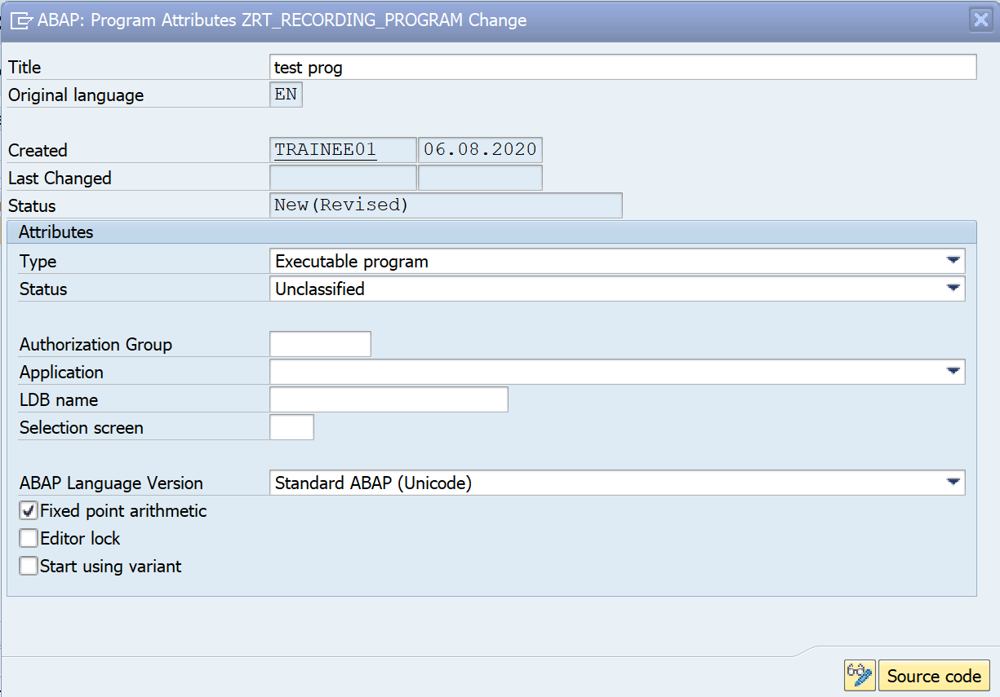 ABAP: Program Attributes ZRT_RECORDING_PROGRAM Change
Title test prog
Original language EN
Created TRAINEE01 06.08.2020
Last Changed
Status New(Revised)
Attributes
Type Executable program
Status Unclassified
Authorization Group
Application
LDB name
Selection screen
ABAP Language Version Standard ABAP (Unicode)
Fixed point arithmetic
Editor lock
Start using variant
Source code